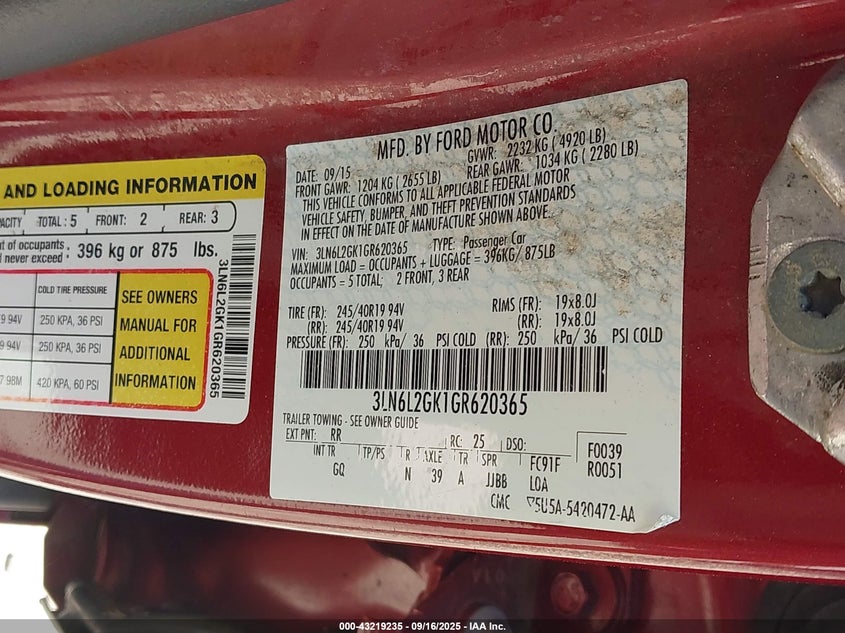 AND LOADING INFORMATION
TOTAL: 5 FRONT: 2 REAR: 3
of occupants
never exceed: 396 kg or 875 lbs.
COLD TIRE PRESSURE
94V 250 KPA, 36 PSI
94V 250 KPA, 36 PSI
98M 420 KPA, 60 PSI
SEE OWNERS
MANUAL FOR
ADDITIONAL
INFORMATION
3LN6L2GK1GR620365
MFD. BY FORD MOTOR CO
DATE: 09/15 GVWR: 2232 KG ( 4920 LB)
FRONT GAWR: 1204 KG ( 2655 LB) REAR GAWR: 1034 KG ( 2280 LB)
THIS VEHICLE CONFORMS TO ALL APPLICABLE FEDERAL MOTOR
VEHICLE SAFETY, BUMPER, AND THEFT PREVENTION STANDARDS
IN EFFECT ON THE DATE OF MANUFACTURE SHOWN ABOVE.
VIN: 3LN6L2GK1GR620365 TYPE: Passenger Car
MAXIMUM LOAD = OCCUPANTS + LUGGAGE = 396KG/ 875LB
OCCUPANTS = 5 TOTAL; 2 FRONT, 3 REAR
TIRE (FR): 245/40R19 94V RIMS (FR): 19x8.0J
(RR): 245/40R19 94V (RR): 19x8.0J
PRESSURE (FR): 250 kPa/ 36 PSI COLD (RR): 250 kPa/ 36 PSI COLD
3LN6L2GK1GR620365
TRAILER TOWING - SEE OWNER GUIDE
EXT PNT: RR RC: 25 DSO: F0039
INT TR TP/PS R AXLE TR SPR FC91F R0051
GQ N 39 A JJBB LOA
CMC 5U5A-5420472-AA
000-43219235 - 09/16/2025 - IAA Inc.